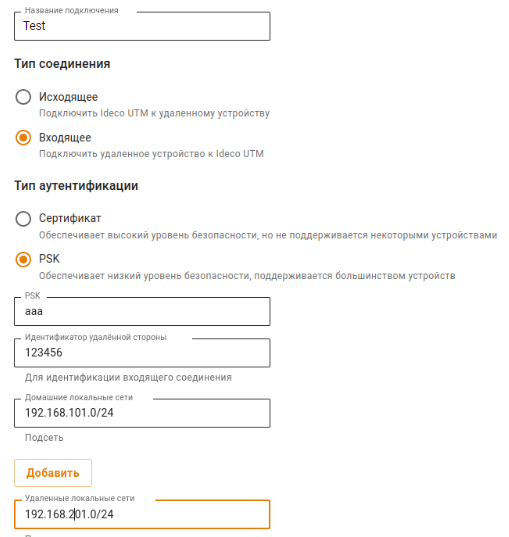 Название подключения
Test
Тип соединения
Исходящее
Подключить Ideco UTM к удаленному устройству
Входящее
Подключить удаленное устройство к Ideco UTM
Тип аутентификации
Сертификат
Обеспечивает высокий уровень безопасности, но не поддерживается некоторыми устройствами
PSK
Обеспечивает низкий уровень безопасности, поддерживается большинством устройств
PSK
aaa
Идентификатор удалённой стороны
123456
Для идентификации входящего соединения
Домашние локальные сети
192.168.101.0/24
Подсеть
Добавить
Удаленные локальные сети
192.168.201.0/24